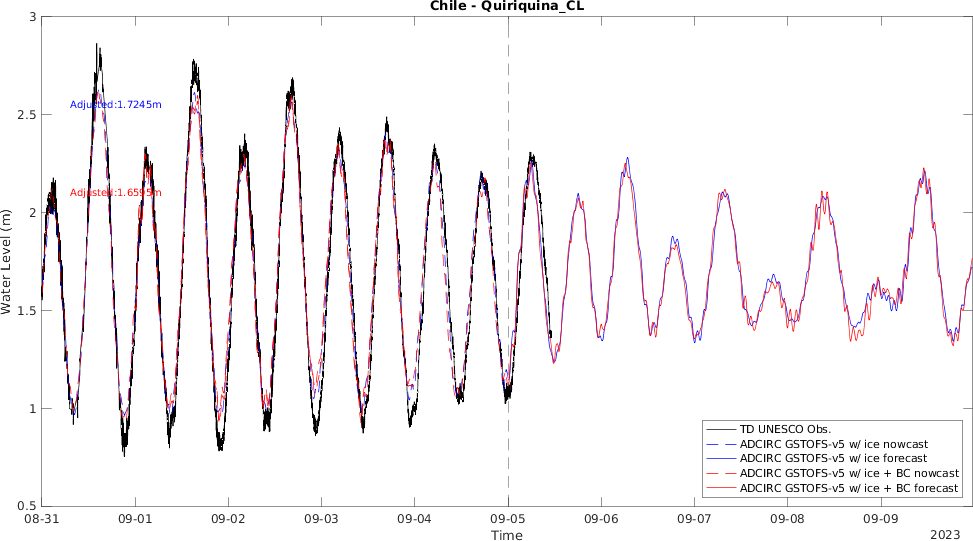 Chile - Quiriquina_CL
3
2.5
2
1.5
1
0.5
Water Level (m)
Adjusted:1.7245m
Adjusted:1.6595m
TD UNESCO Obs.
ADCIRC GSTOFS-v5 w/ ice nowcast
ADCIRC GSTOFS-v5 w/ ice forecast
ADCIRC GSTOFS-v5 w/ ice + BC nowcast
ADCIRC GSTOFS-v5 w/ ice + BC forecast
08-31 09-01 09-02 09-03 09-04 09-05 09-06 09-07 09-08 09-09
Time
2023